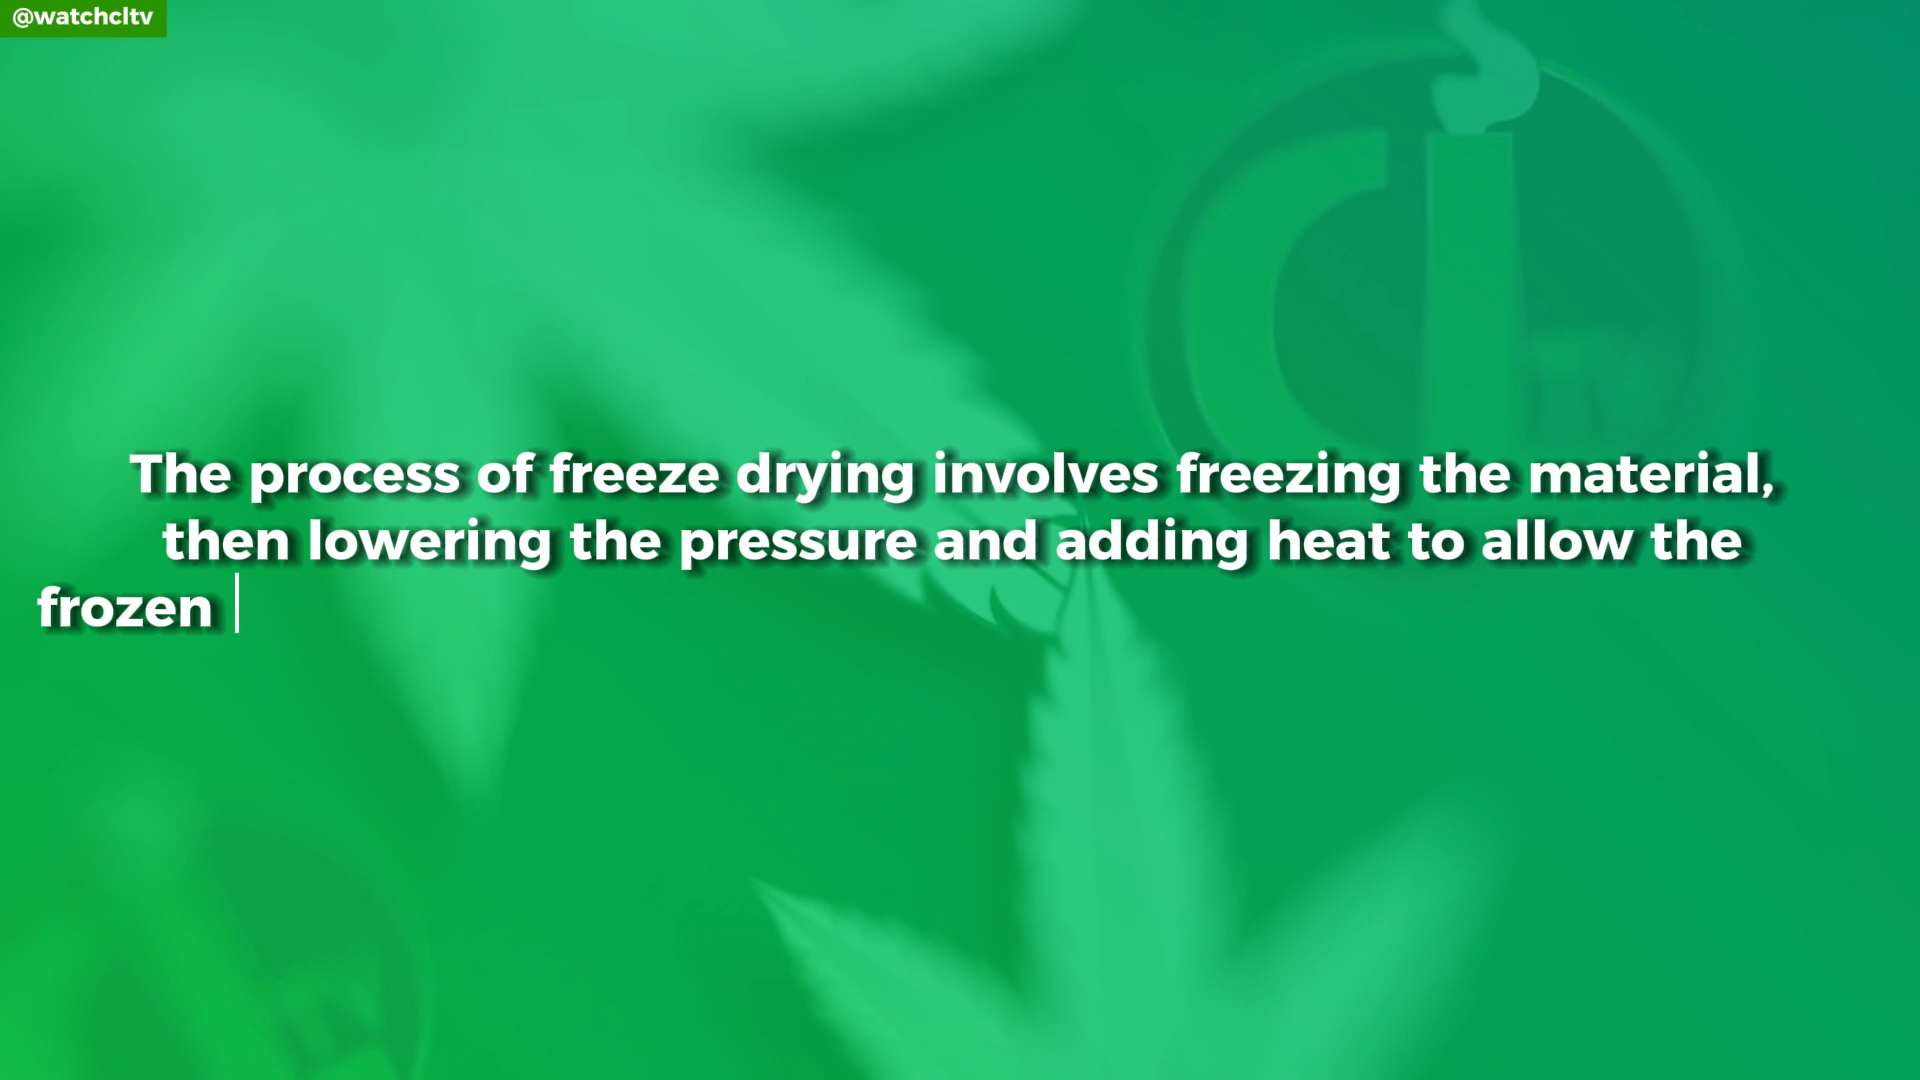 @watchcltv
The process of freeze drying involves freezing the material,
then lowering the pressure and adding heat to allow the
frozen